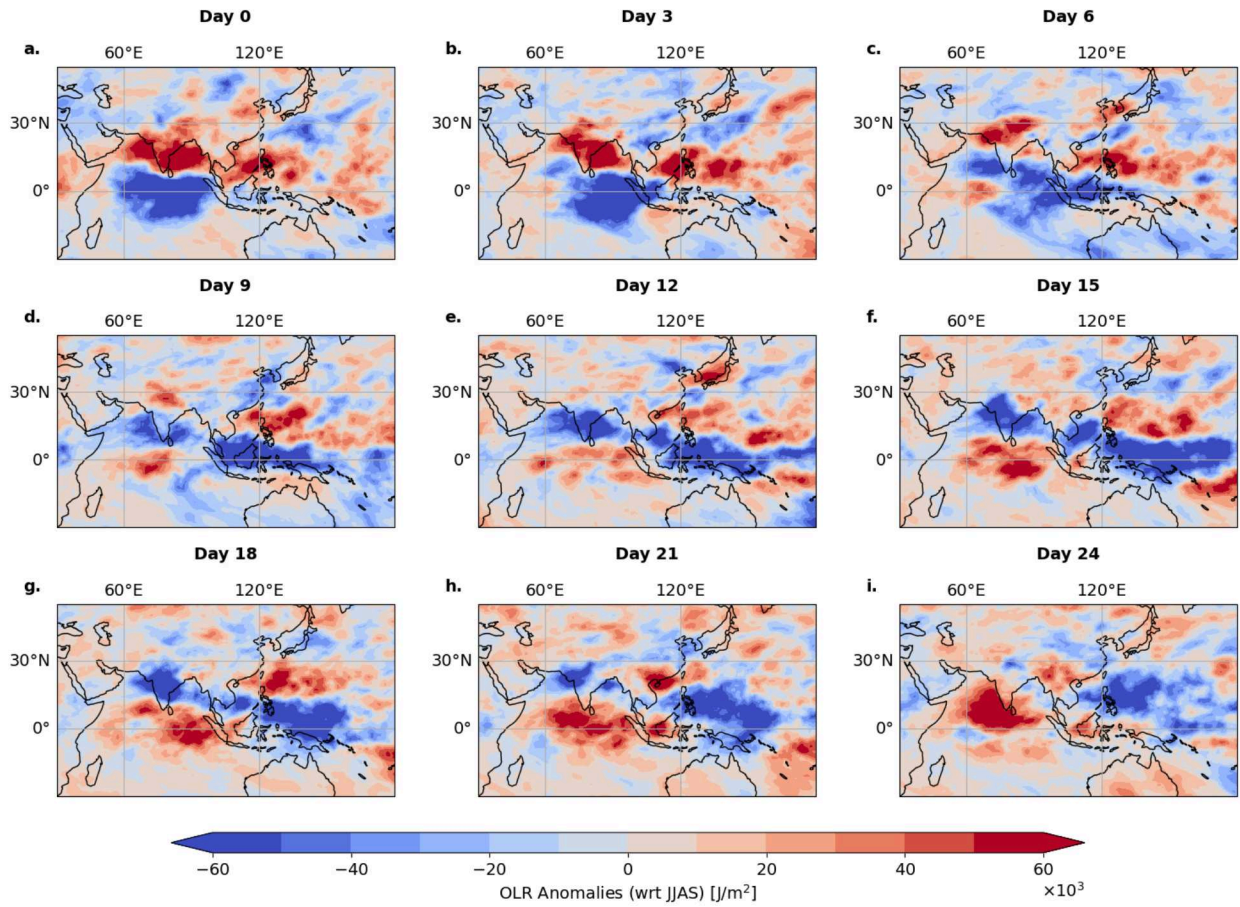 Day 0 Day 3 Day 6
a. 60°E 120°E b. 60°E 120°E c. 60°E 120°E
30°N 30°N 30°N
0° 0° 0°
Day 9 Day 12 Day 15
d. 60°E 120°E e. 60°E 120°E f. 60°E 120°E
30°N 30°N 30°N
0° 0° 0°
Day 18 Day 21 Day 24
g. 60°E 120°E h. 60°E 120°E i. 60°E 120°E
30°N 30°N 30°N
0° 0° 0°
−60 −40 −20 0 20 40 60
OLR Anomalies (wrt JJAS) [J/m²] ×10³